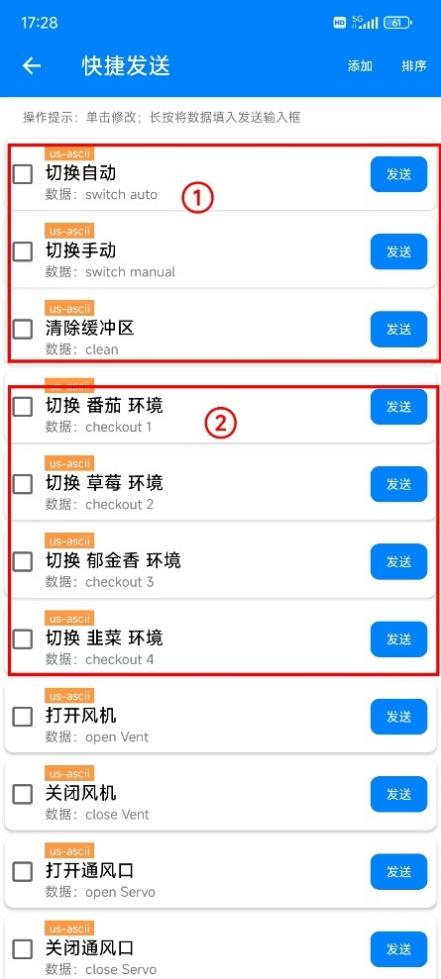 17:28
HD 5G 61
快捷发送
添加 排序
操作提示：单击修改；长按将数据填入发送输入框
us-ascii
切换自动
数据：switch auto
发送
①
us-ascii
切换手动
数据：switch manual
发送
us-ascii
清除缓冲区
数据：clean
发送
us-ascii
切换 番茄 环境
数据：checkout 1
发送
②
us-ascii
切换 草莓 环境
数据：checkout 2
发送
us-ascii
切换 郁金香 环境
数据：checkout 3
发送
us-ascii
切换 韭菜 环境
数据：checkout 4
发送
us-ascii
打开风机
数据：open Vent
发送
us-ascii
关闭风机
数据：close Vent
发送
us-ascii
打开通风口
数据：open Servo
发送
us-ascii
关闭通风口
数据：close Servo
发送